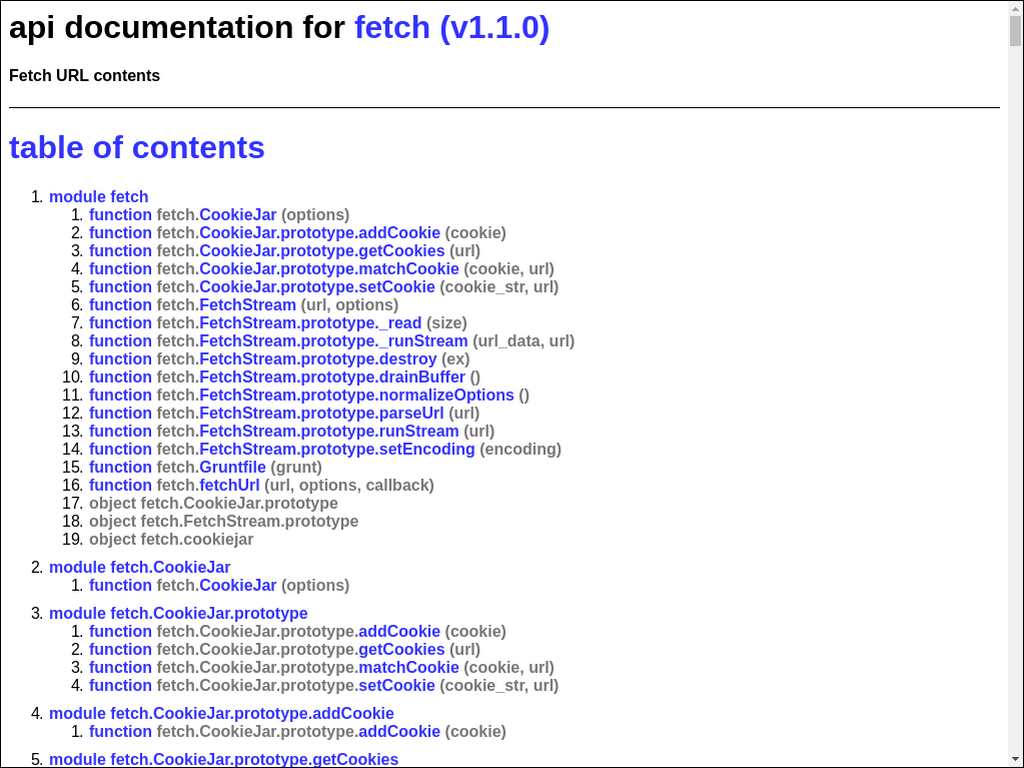 api documentation for fetch (v1.1.0)
Fetch URL contents
table of contents
1. module fetch
1. function fetch.CookieJar (options)
2. function fetch.CookieJar.prototype.addCookie (cookie)
3. function fetch.CookieJar.prototype.getCookies (url)
4. function fetch.CookieJar.prototype.matchCookie (cookie, url)
5. function fetch.CookieJar.prototype.setCookie (cookie_str, url)
6. function fetch.FetchStream (url, options)
7. function fetch.FetchStream.prototype._read (size)
8. function fetch.FetchStream.prototype._runStream (url_data, url)
9. function fetch.FetchStream.prototype.destroy (ex)
10. function fetch.FetchStream.prototype.drainBuffer ()
11. function fetch.FetchStream.prototype.normalizeOptions ()
12. function fetch.FetchStream.prototype.parseUrl (url)
13. function fetch.FetchStream.prototype.runStream (url)
14. function fetch.FetchStream.prototype.setEncoding (encoding)
15. function fetch.Gruntfile (grunt)
16. function fetch.fetchUrl (url, options, callback)
17. object fetch.CookieJar.prototype
18. object fetch.FetchStream.prototype
19. object fetch.cookiejar
2. module fetch.CookieJar
1. function fetch.CookieJar (options)
3. module fetch.CookieJar.prototype
1. function fetch.CookieJar.prototype.addCookie (cookie)
2. function fetch.CookieJar.prototype.getCookies (url)
3. function fetch.CookieJar.prototype.matchCookie (cookie, url)
4. function fetch.CookieJar.prototype.setCookie (cookie_str, url)
4. module fetch.CookieJar.prototype.addCookie
1. function fetch.CookieJar.prototype.addCookie (cookie)
5. module fetch.CookieJar.prototype.getCookies